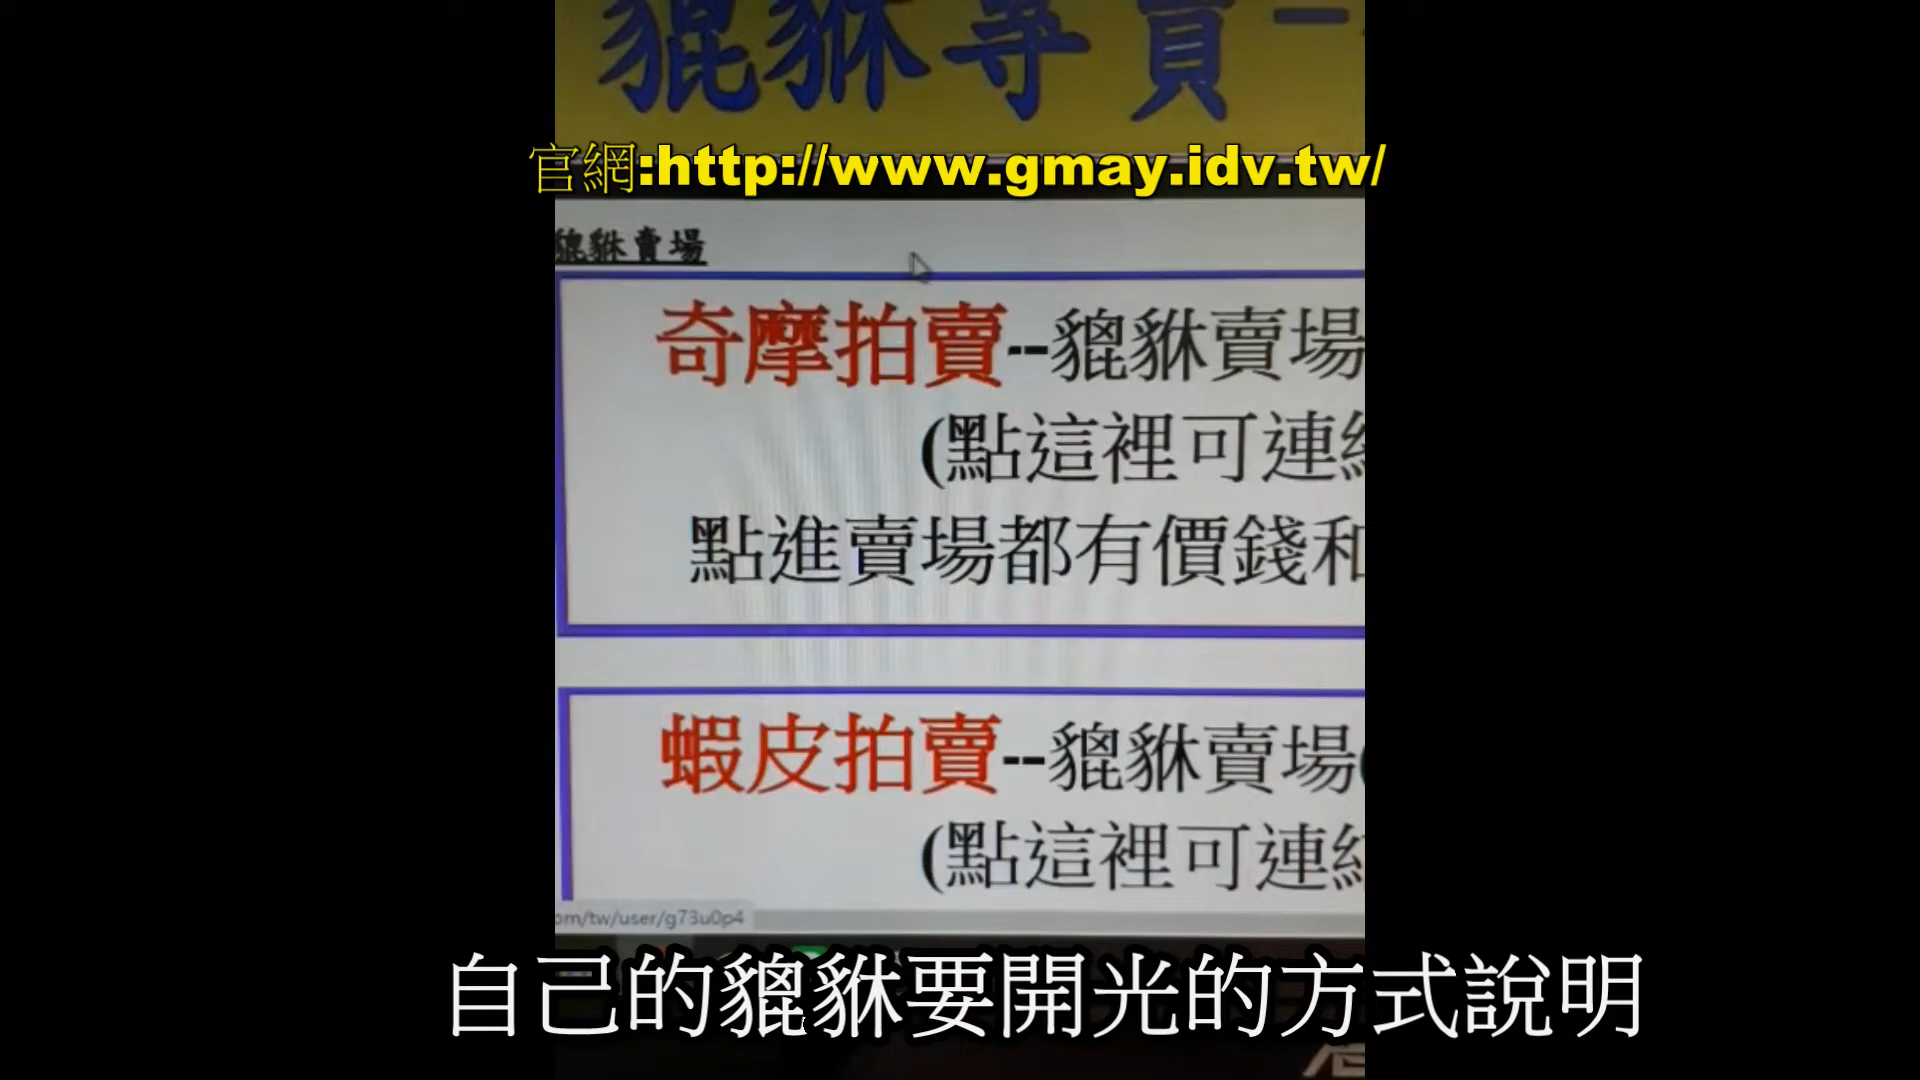 貔貅專賣-
官網:http://www.gmay.idv.tw/
貔貅賣場
奇摩拍賣--貔貅賣場
(點這裡可連
點進賣場都有價錢和
蝦皮拍賣--貔貅賣場(
(點這裡可連
om/tw/user/g73u0p4
自己的貔貅要開光的方式說明